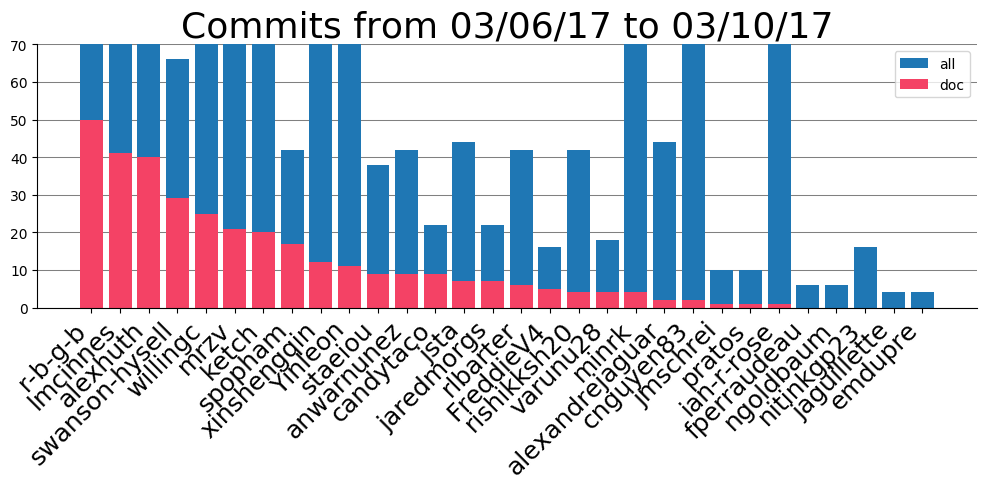 Commits from 03/06/17 to 03/10/17
70
60
50
40
30
20
10
0
all
doc
r-b-g-b
lmcinnes
alexhuth
swanson-hysell
willingc
mrzv
ketch
spopham
xinshengqin
Yinleon
staeiou
anwarnunez
candytaco
jsta
jaredmorgs
rlbarter
FreddieV4
rishikksh20
varunu28
minrk
alexandrejaguar
cnguyen83
jmschrei
pratos
ian-r-rose
fperraudeau
ngoldbaum
nitinkgp23
jaguillette
emdupre